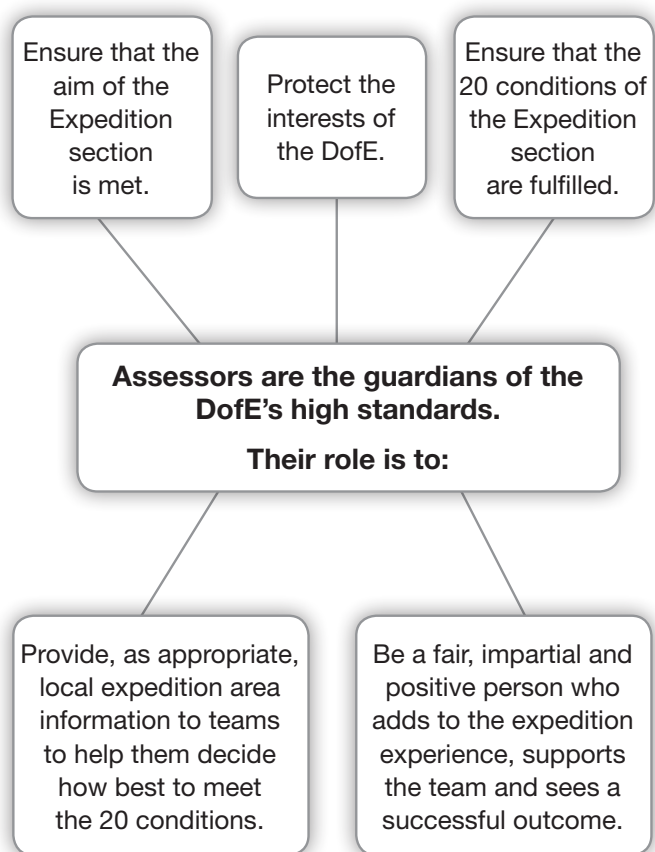 Ensure that the
aim of the
Expedition
section
is met.
Protect the
interests of
the DofE.
Ensure that the
20 conditions of
the Expedition
section
are fulfilled.
Assessors are the guardians of the
DofE’s high standards.
Their role is to:
Provide, as appropriate,
local expedition area
information to teams
to help them decide
how best to meet
the 20 conditions.
Be a fair, impartial and
positive person who
adds to the expedition
experience, supports
the team and sees a
successful outcome.